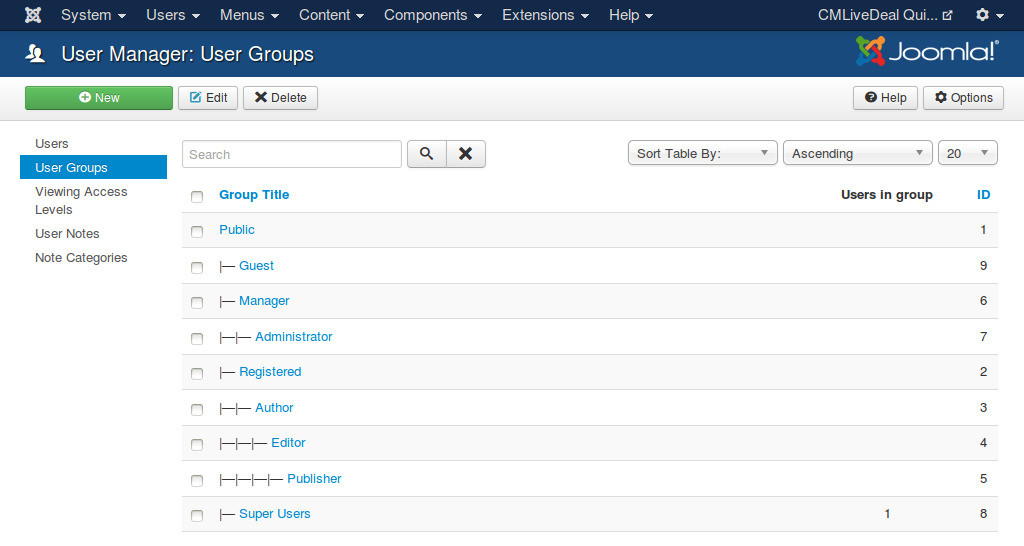 System Users Menus Content Components Extensions Help CMLiveDeal Qui...
User Manager: User Groups Joomla!®
New Edit Delete Help Options
Users
User Groups
Viewing Access
Levels
User Notes
Note Categories
Search Sort Table By: Ascending 20
Group Title Users in group ID
Public 1
|— Guest 9
|— Manager 6
|—|— Administrator 7
|— Registered 2
|—|— Author 3
|—|—|— Editor 4
|—|—|—|— Publisher 5
|— Super Users 1 8